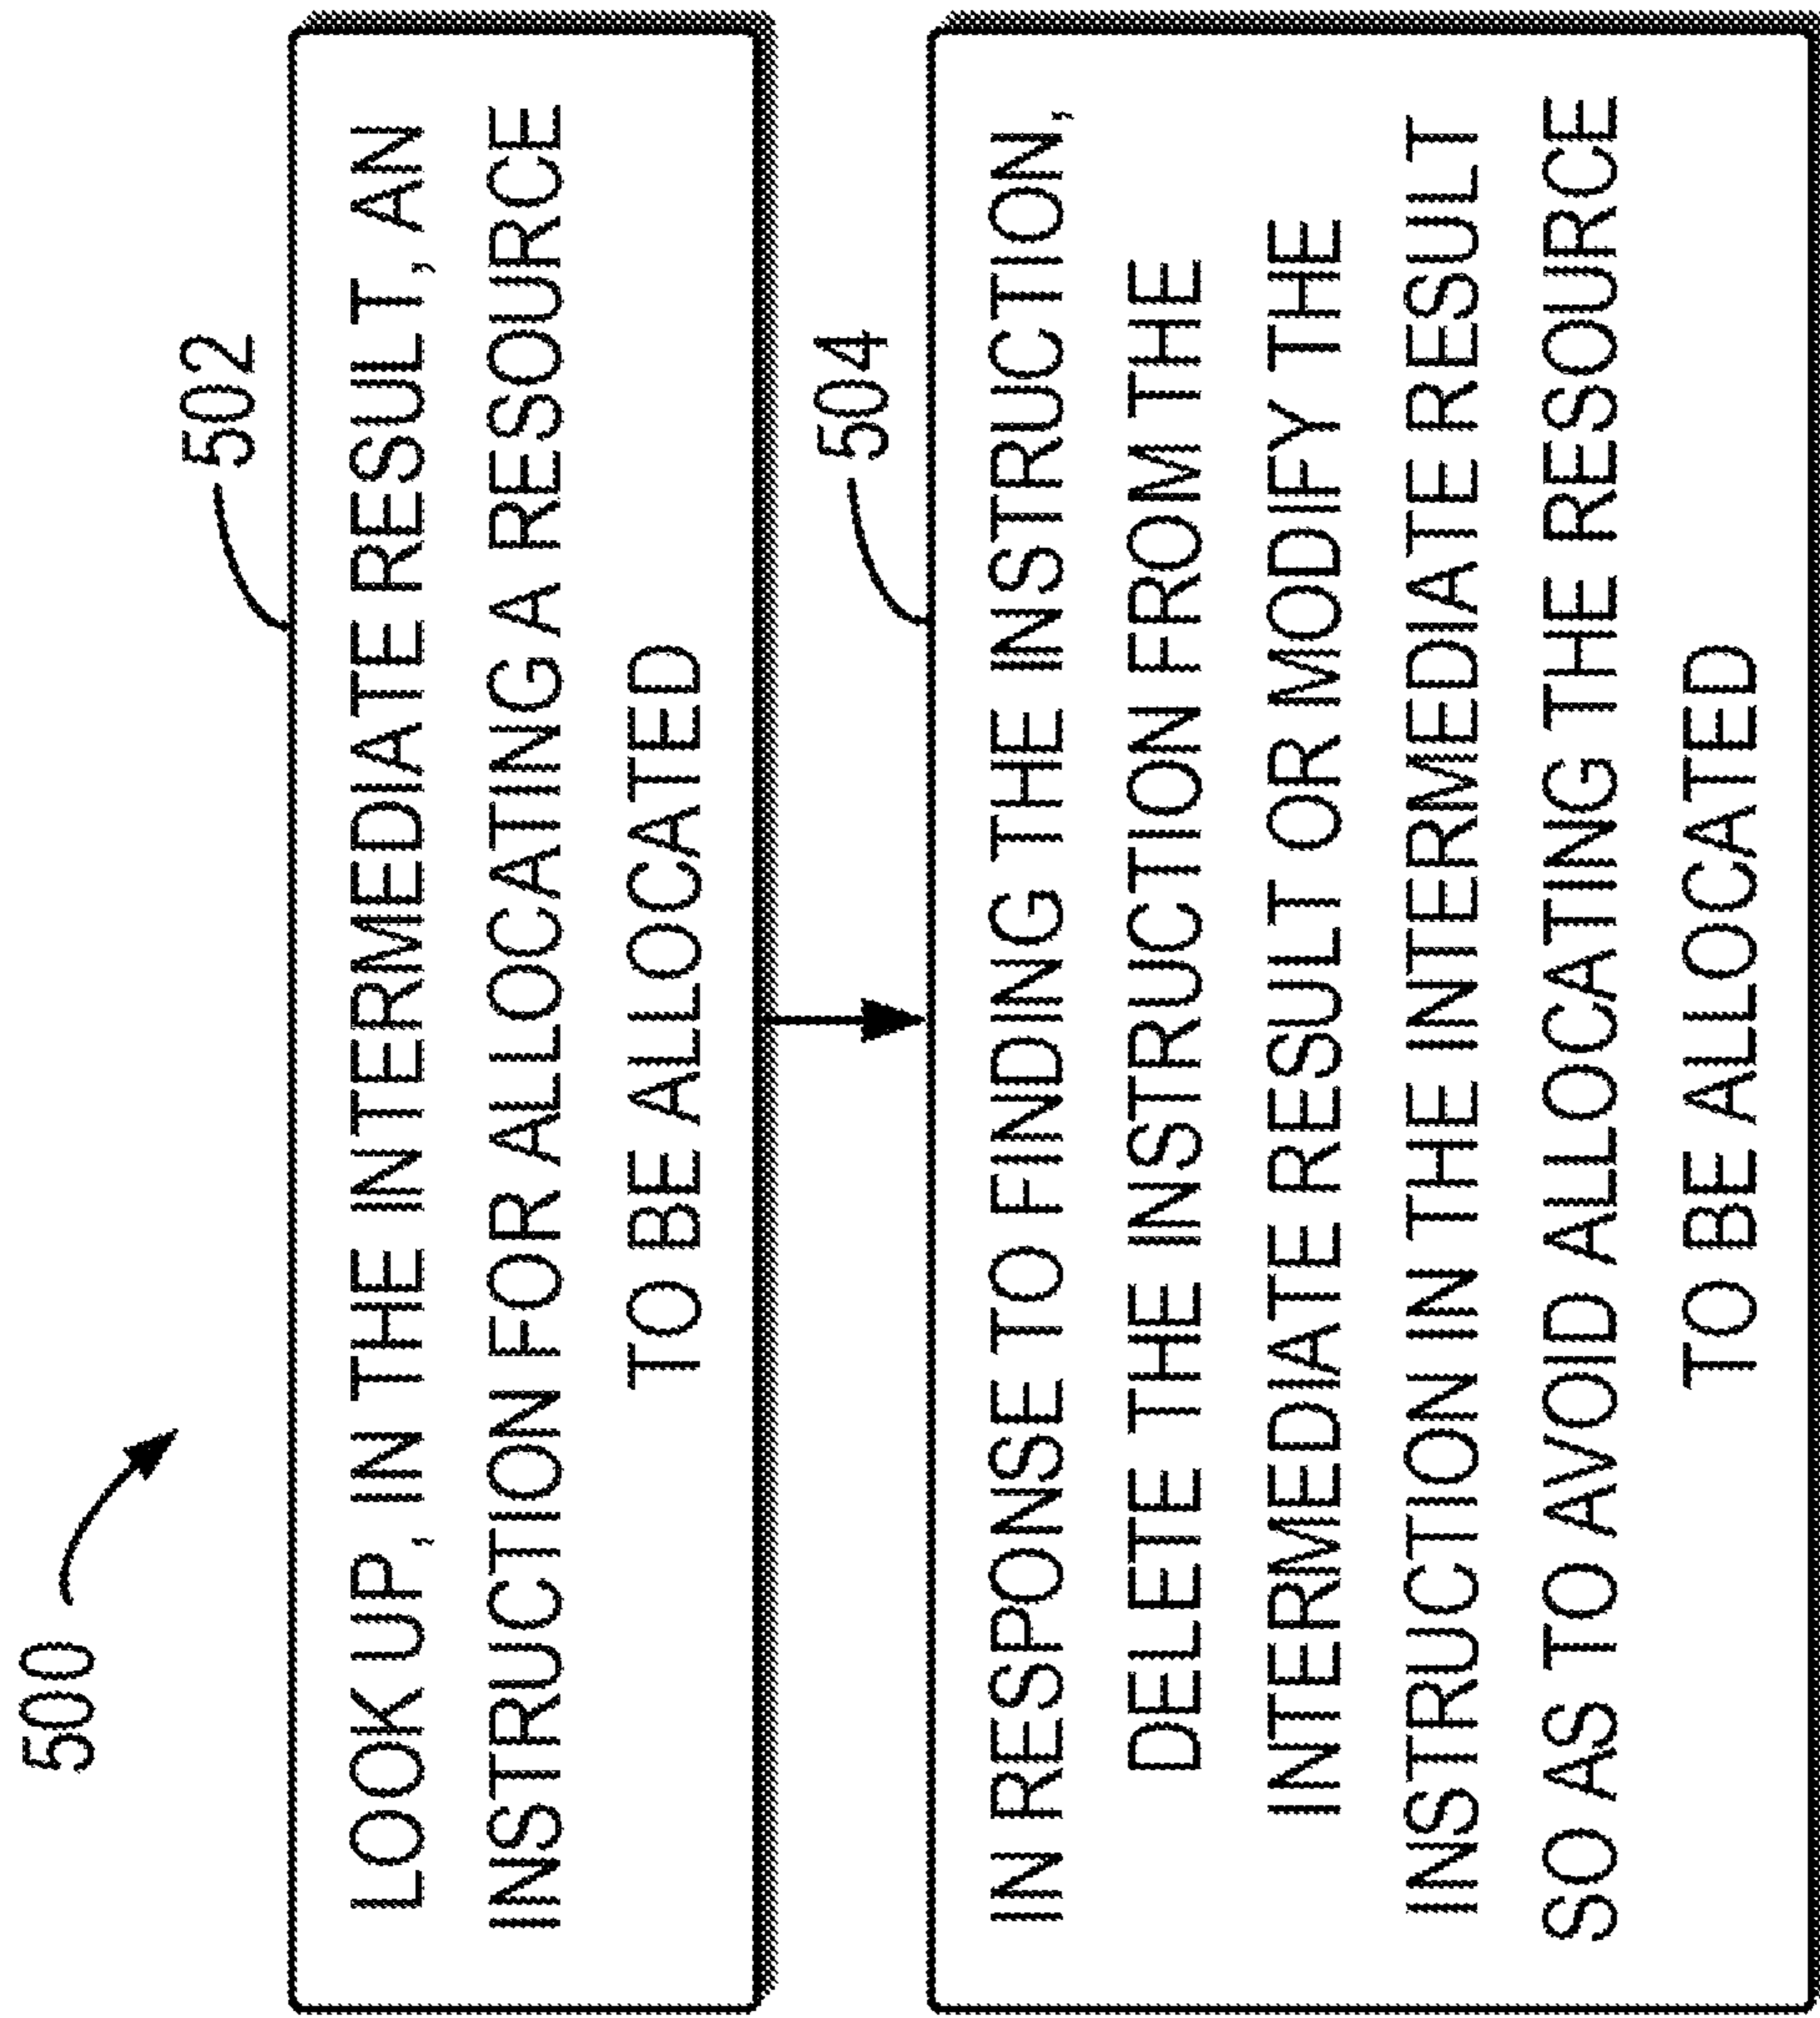 500
502
LOOK UP, IN THE INTERMEDIATE RESULT, AN
INSTRUCTION FOR ALLOCATING A RESOURCE
TO BE ALLOCATED
504
IN RESPONSE TO FINDING THE INSTRUCTION,
DELETE THE INSTRUCTION FROM THE
INTERMEDIATE RESULT OR MODIFY THE
INSTRUCTION IN THE INTERMEDIATE RESULT
SO AS TO AVOID ALLOCATING THE RESOURCE
TO BE ALLOCATED